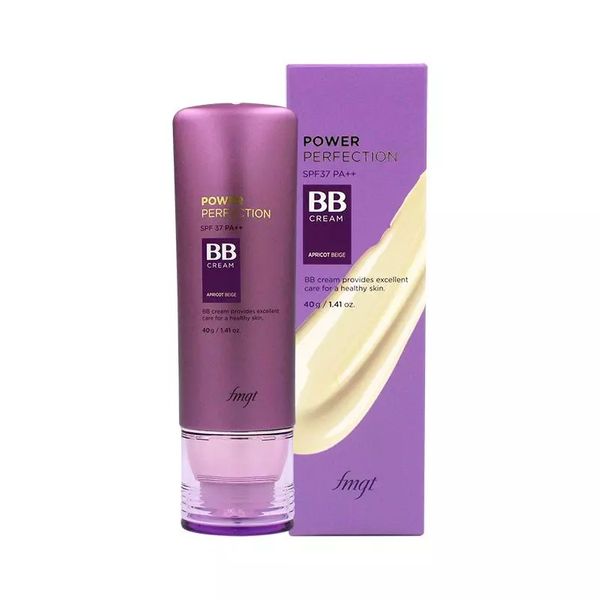 POWER
PERFECTION
SPF 37 PA++
BB
CREAM
APRICOT BEIGE
BB cream provides excellent
care for a healthy skin.
40g / 1.41 oz.
fmgt
POWER
PERFECTION
SPF37 PA++
BB
CREAM
APRICOT BEIGE
BB cream provides excellent
care for a healthy skin.
40g / 1.41 oz.
fmgt